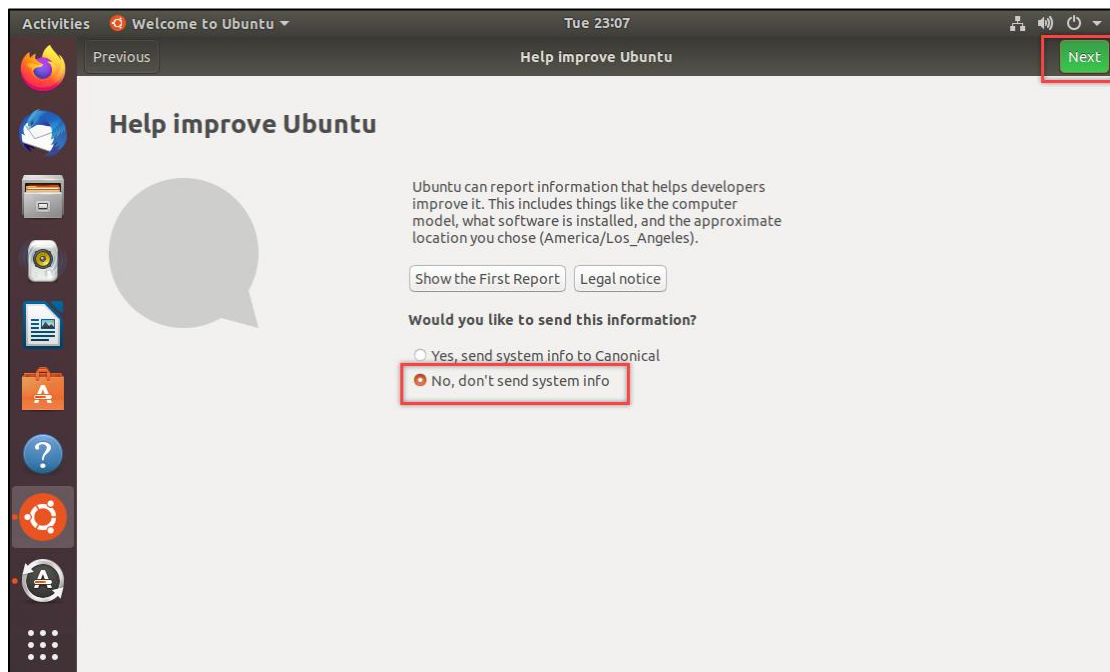 Activities Welcome to Ubuntu Tue 23:07
Previous Help improve Ubuntu Next
Help improve Ubuntu
Ubuntu can report information that helps developers
improve it. This includes things like the computer
model, what software is installed, and the approximate
location you chose (America/Los_Angeles).
Show the First Report Legal notice
Would you like to send this information?
Yes, send system info to Canonical
No, don't send system info